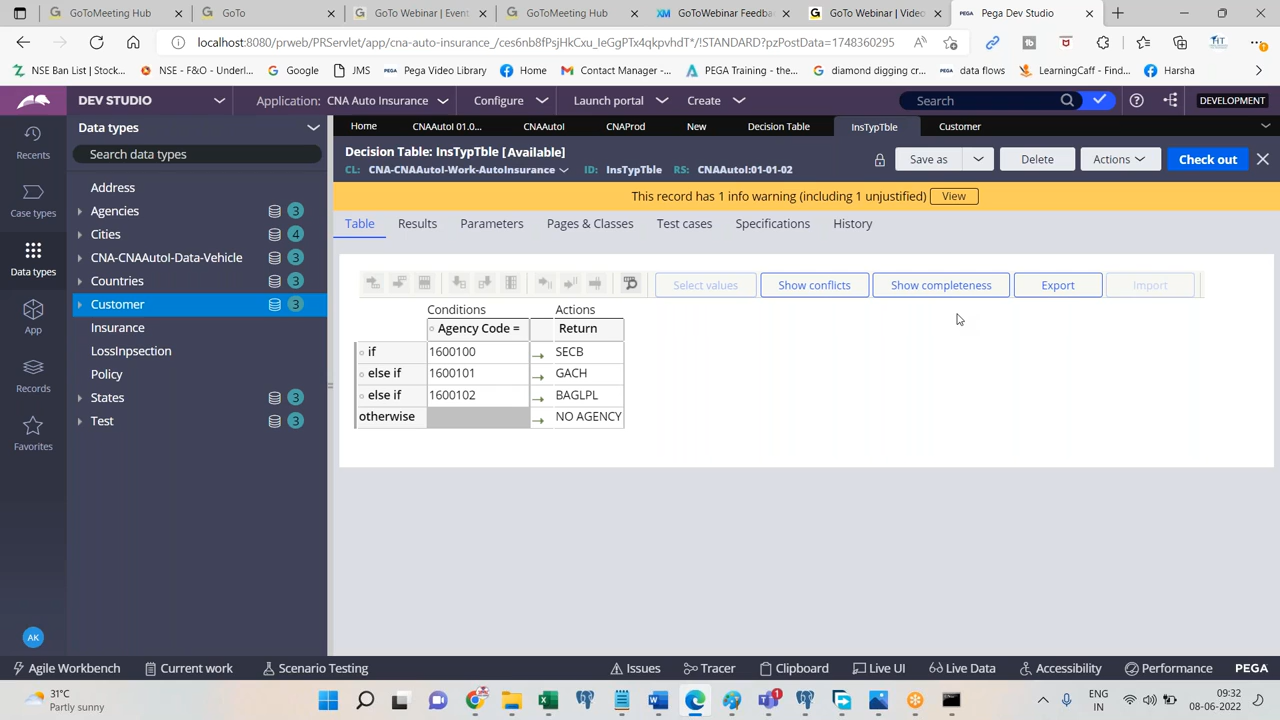 GoToMeeting Hub
GoTo
GoTo Webinar | Event
GoToMeeting Hub
GoToWebinar Feedba
GoTo Webinar | Video
Pega Dev Studio
localhost:8080/prweb/PRServlet/app/cna-auto-insurance_/ces6nb8fPsjHkCxu_IeGgPTx4qkpvhdT*/!STANDARD?pzPostData=1748360295
NSE Ban List | Stock...
NSE - F&O - Underl...
Google
JMS
Pega Video Library
Home
Contact Manager -...
PEGA Training - the...
diamond digging cr...
data flows
LearningCaff - Find...
Harsha
DEV STUDIO
Application: CNA Auto Insurance
Configure
Launch portal
Create
Search
DEVELOPMENT
Recents
Case types
Data types
App
Records
Favorites
AK
Data types
Search data types
Address
Agencies 3
Cities 4
CNA-CNAAutoI-Data-Vehicle 3
Countries 3
Customer 3
Insurance
LossInpsection
Policy
States 3
Test 3
Home
CNAAutoI 01.0...
CNAAutoI
CNAProd
New
Decision Table
InsTypTble
Customer
Decision Table: InsTypTble [Available]
CL: CNA-CNAAutoI-Work-AutoInsurance ID: InsTypTble RS: CNAAutoI:01-01-02
Save as
Delete
Actions
Check out
This record has 1 info warning (including 1 unjustified) View
Table
Results
Parameters
Pages & Classes
Test cases
Specifications
History
Select values
Show conflicts
Show completeness
Export
Import
Conditions Actions
Agency Code = Return
if 1600100 SECB
else if 1600101 GACH
else if 1600102 BAGLPL
otherwise NO AGENCY
Agile Workbench
Current work
Scenario Testing
Issues
Tracer
Clipboard
Live UI
Live Data
Accessibility
Performance
PEGA
31°C
Partly sunny
1
ENG
IN
09:32
08-06-2022